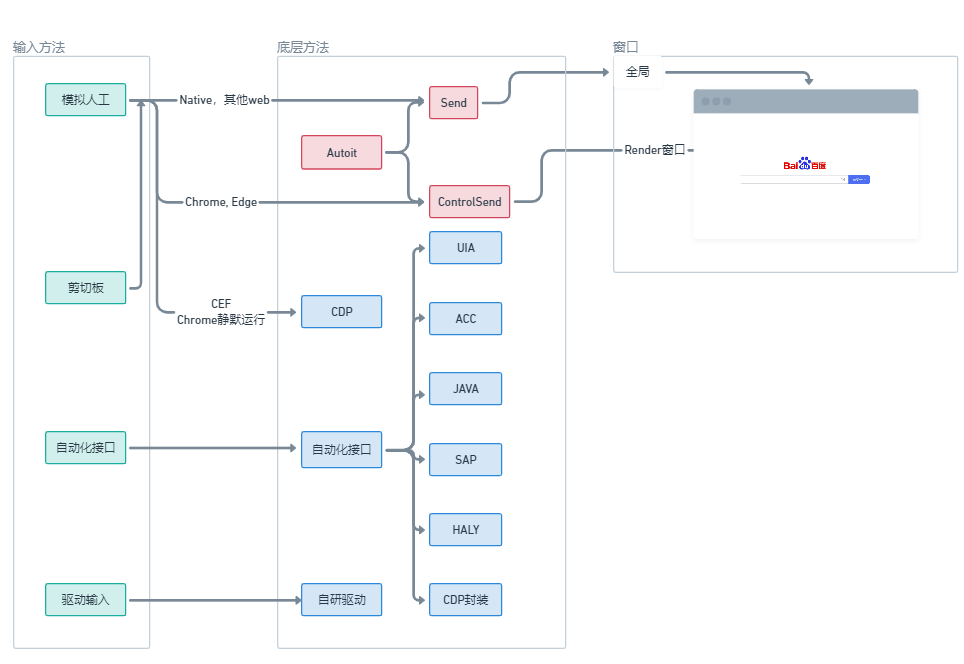 输入方法
底层方法
窗口
模拟人工
Native，其他web
Send
全局
Autoit
Render窗口
Bai 百度
Chrome, Edge
ControlSend
UIA
剪切板
CEF
Chrome静默运行
CDP
ACC
JAVA
自动化接口
自动化接口
SAP
HALY
驱动输入
自研驱动
CDP封装